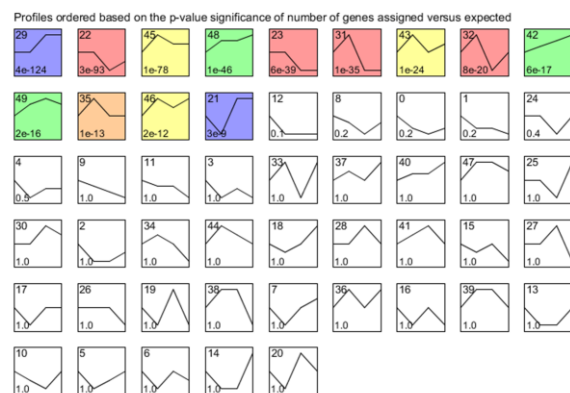 Profiles ordered based on the p-value significance of number of genes assigned versus expected
29 22 45 48 23 31 43 32 42
4e-124 3e-93 1e-78 1e-46 6e-39 1e-35 1e-24 8e-20 6e-17
49 35 46 21 12 8 0 1 24
2e-16 1e-13 2e-12 3e-9 0.1 0.2 0.2 0.2 0.4
4 9 11 3 33 37 40 47 25
0.5 1.0 1.0 1.0 1.0 1.0 1.0 1.0 1.0
30 2 34 44 18 28 41 15 27
1.0 1.0 1.0 1.0 1.0 1.0 1.0 1.0 1.0
17 26 19 38 7 36 16 39 13
1.0 1.0 1.0 1.0 1.0 1.0 1.0 1.0 1.0
10 5 6 14 20
1.0 1.0 1.0 1.0 1.0